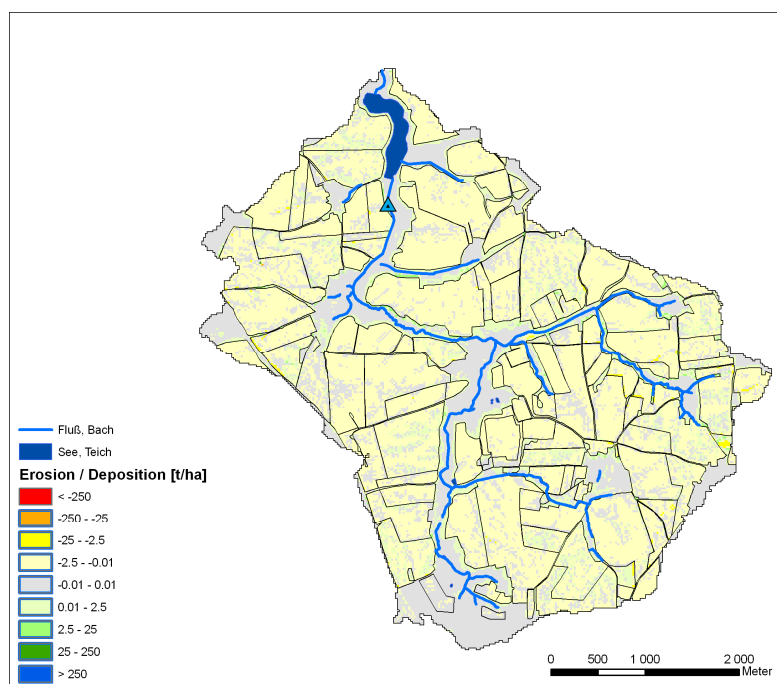 Fluß, Bach
See, Teich
Erosion / Deposition [t/ha]
< -250
-250 - -25
-25 - -2.5
-2.5 - -0.01
-0.01 - 0.01
0.01 - 2.5
2.5 - 25
25 - 250
> 250
0 500 1 000 2 000
Meter